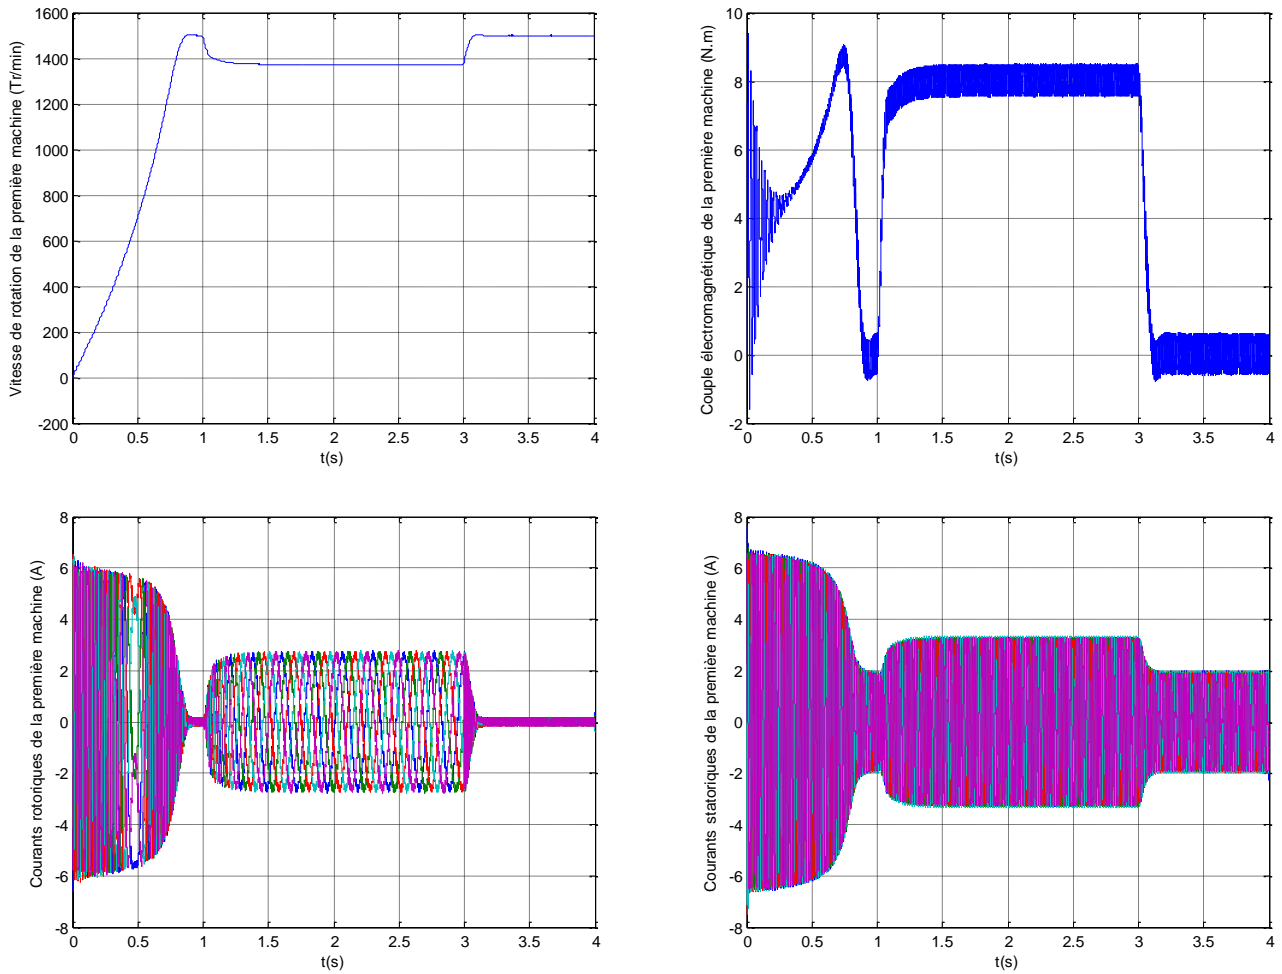 Vitesse de rotation de la première machine (Tr/min)
1600
1400
1200
1000
800
600
400
200
0
-200
0 0.5 1 1.5 2 2.5 3 3.5 4
t(s)
Couple électromagnétique de la première machine (N.m)
10
8
6
4
2
0
-2
0 0.5 1 1.5 2 2.5 3 3.5 4
t(s)
Courants rotoriques de la première machine (A)
8
6
4
2
0
-2
-4
-6
-8
0 0.5 1 1.5 2 2.5 3 3.5 4
t(s)
Courants statoriques de la première machine (A)
8
6
4
2
0
-2
-4
-6
-8
0 0.5 1 1.5 2 2.5 3 3.5 4
t(s)